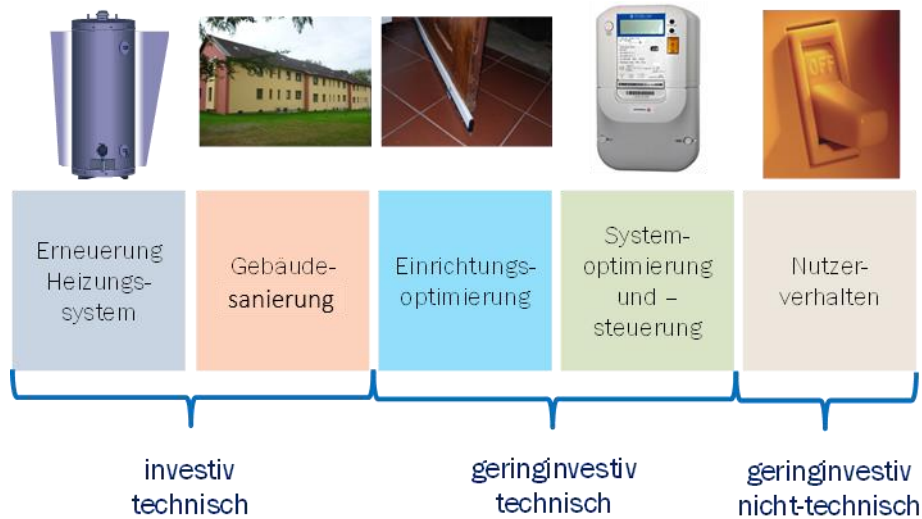 OFF
Erneuerung
Heizungs-
system
Gebäude-
sanierung
Einrichtungs-
optimierung
System-
optimierung
und –
steuerung
Nutzer-
verhalten
investiv
technisch
geringinvestiv
technisch
geringinvestiv
nicht-technisch